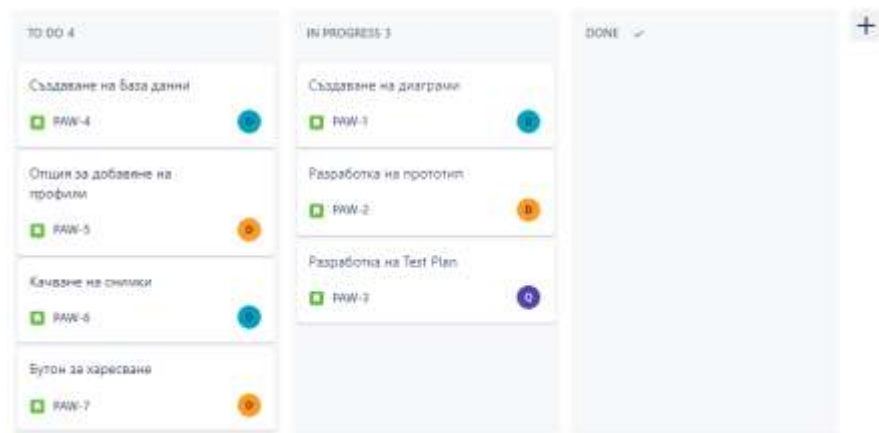 TO DO 4
Създаване на база данни
PAW-4
Опция за добавяне на
профили
PAW-5
Качване на снимки
PAW-6
Бутон за харесване
PAW-7
IN PROGRESS 3
Създаване на диаграми
PAW-1
Разработка на прототип
PAW-2
Разработка на Test Plan
PAW-3
Q
DONE